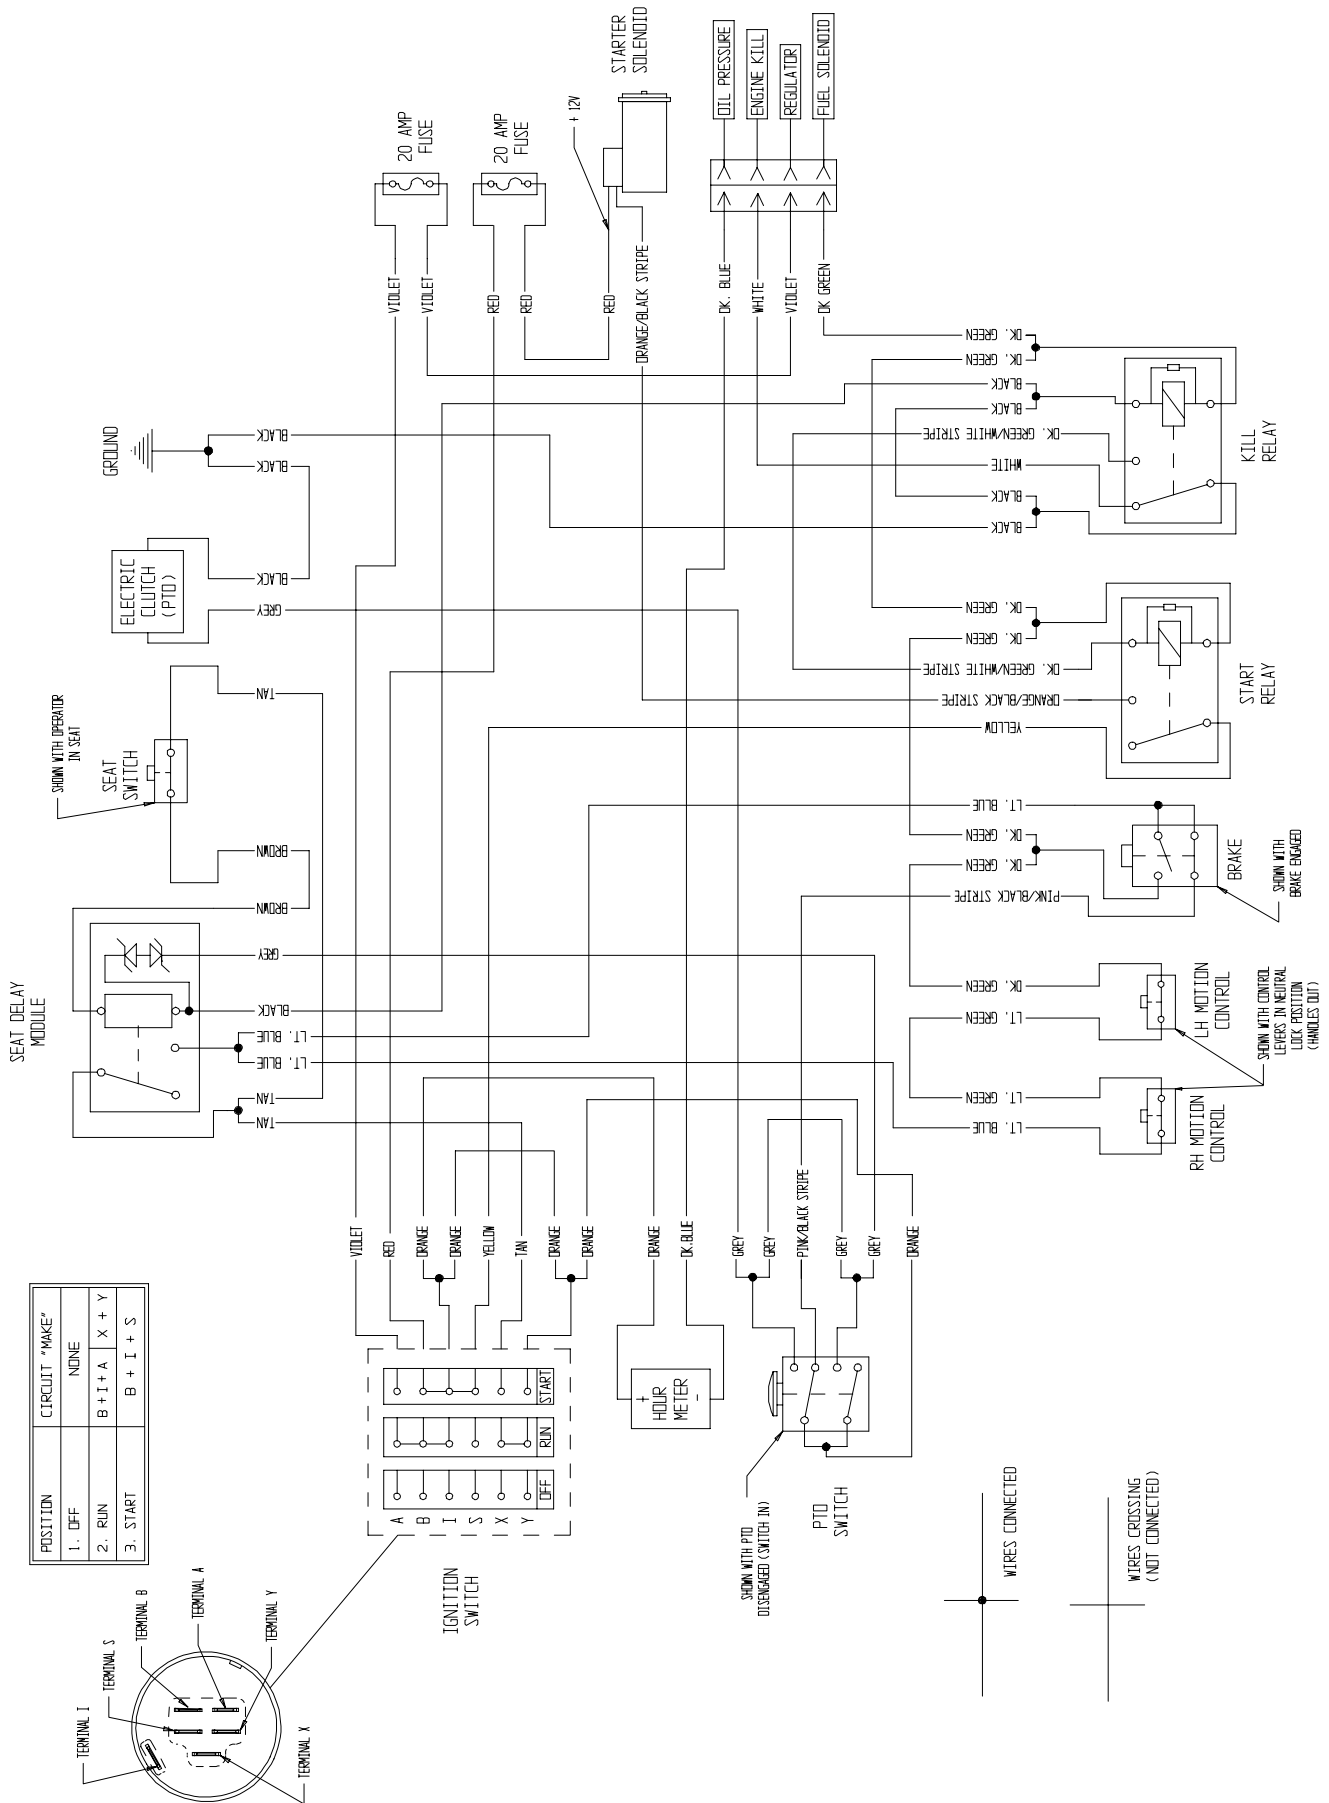 POSITION
CIRCUIT "MAKE"
1. OFF
NONE
2. RUN
B + I + A
X + Y
3. START
B + I + S
TERMINAL I
TERMINAL S
TERMINAL B
TERMINAL A
TERMINAL Y
TERMINAL X
IGNITION
SWITCH
A
B
I
S
X
Y
OFF
RUN
START
VIOLET
RED
ORANGE
ORANGE
YELLOW
TAN
ORANGE
ORANGE
ORANGE
DK.BLUE
GREY
GREY
PINK/BLACK STRIPE
GREY
GREY
ORANGE
+
HOUR
METER
-
SHOWN WITH PTO
DISENGAGED (SWITCH IN)
PTO
SWITCH
WIRES CONNECTED
WIRES CROSSING
(NOT CONNECTED)
SEAT DELAY
MODULE
BROWN
BROWN
GREY
BLACK
LT. BLUE
LT. BLUE
TAN
TAN
SHOWN WITH OPERATOR
IN SEAT
SEAT
SWITCH
TAN
ELECTRIC
CLUTCH
(PTO)
BLACK
GREY
GROUND
BLACK
BLACK
VIOLET
VIOLET
RED
RED
RED
ORANGE/BLACK STRIPE
20 AMP
FUSE
20 AMP
FUSE
+ 12V
STARTER
SOLENOID
OIL PRESSURE
ENGINE KILL
REGULATOR
FUEL SOLENOID
DK. BLUE
WHITE
VIOLET
DK GREEN
DK. GREEN
DK. GREEN
BLACK
BLACK
DK. GREEN/WHITE STRIPE
WHITE
BLACK
BLACK
KILL
RELAY
DK. GREEN
DK. GREEN
DK. GREEN/WHITE STRIPE
ORANGE/BLACK STRIPE
YELLOW
START
RELAY
LT. BLUE
DK. GREEN
DK. GREEN
PINK/BLACK STRIPE
BRAKE
SHOWN WITH
BRAKE ENGAGED
DK. GREEN
LT. GREEN
LH MOTION
CONTROL
LT. GREEN
LT. BLUE
RH MOTION
CONTROL
SHOWN WITH CONTROL
LEVERS IN NEUTRAL
LOCK POSITION
(HANDLES OUT)